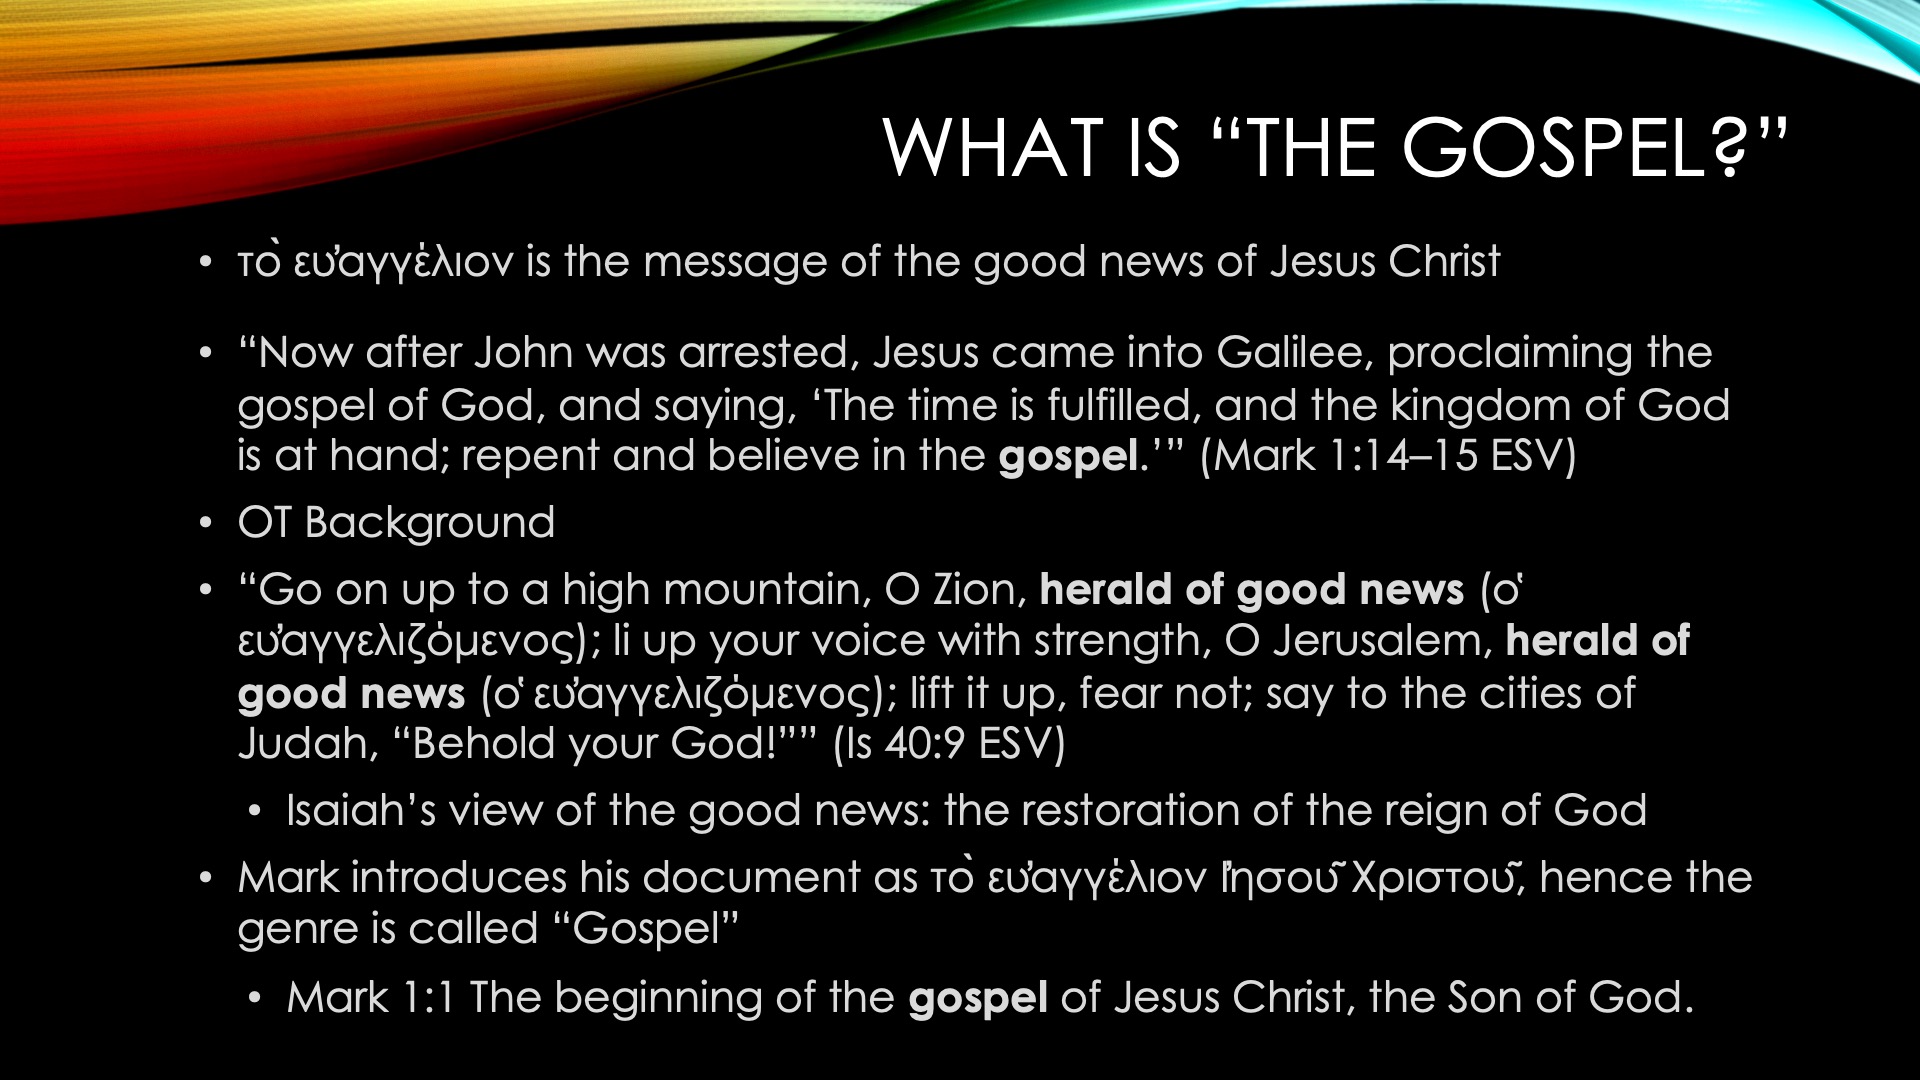 WHAT IS “THE GOSPEL?”
• τὸ εὐαγγέλιον is the message of the good news of Jesus Christ
• “Now after John was arrested, Jesus came into Galilee, proclaiming the
gospel of God, and saying, ‘The time is fulfilled, and the kingdom of God
is at hand; repent and believe in the gospel.’” (Mark 1:14–15 ESV)
• OT Background
• “Go on up to a high mountain, O Zion, herald of good news (ὁ
εὐαγγελιζόμενος); li up your voice with strength, O Jerusalem, herald of
good news (ὁ εὐαγγελιζόμενος); lift it up, fear not; say to the cities of
Judah, “Behold your God!”” (Is 40:9 ESV)
• Isaiah’s view of the good news: the restoration of the reign of God
• Mark introduces his document as τὸ εὐαγγέλιον Ἰησοῦ Χριστοῦ, hence the
genre is called “Gospel”
• Mark 1:1 The beginning of the gospel of Jesus Christ, the Son of God.